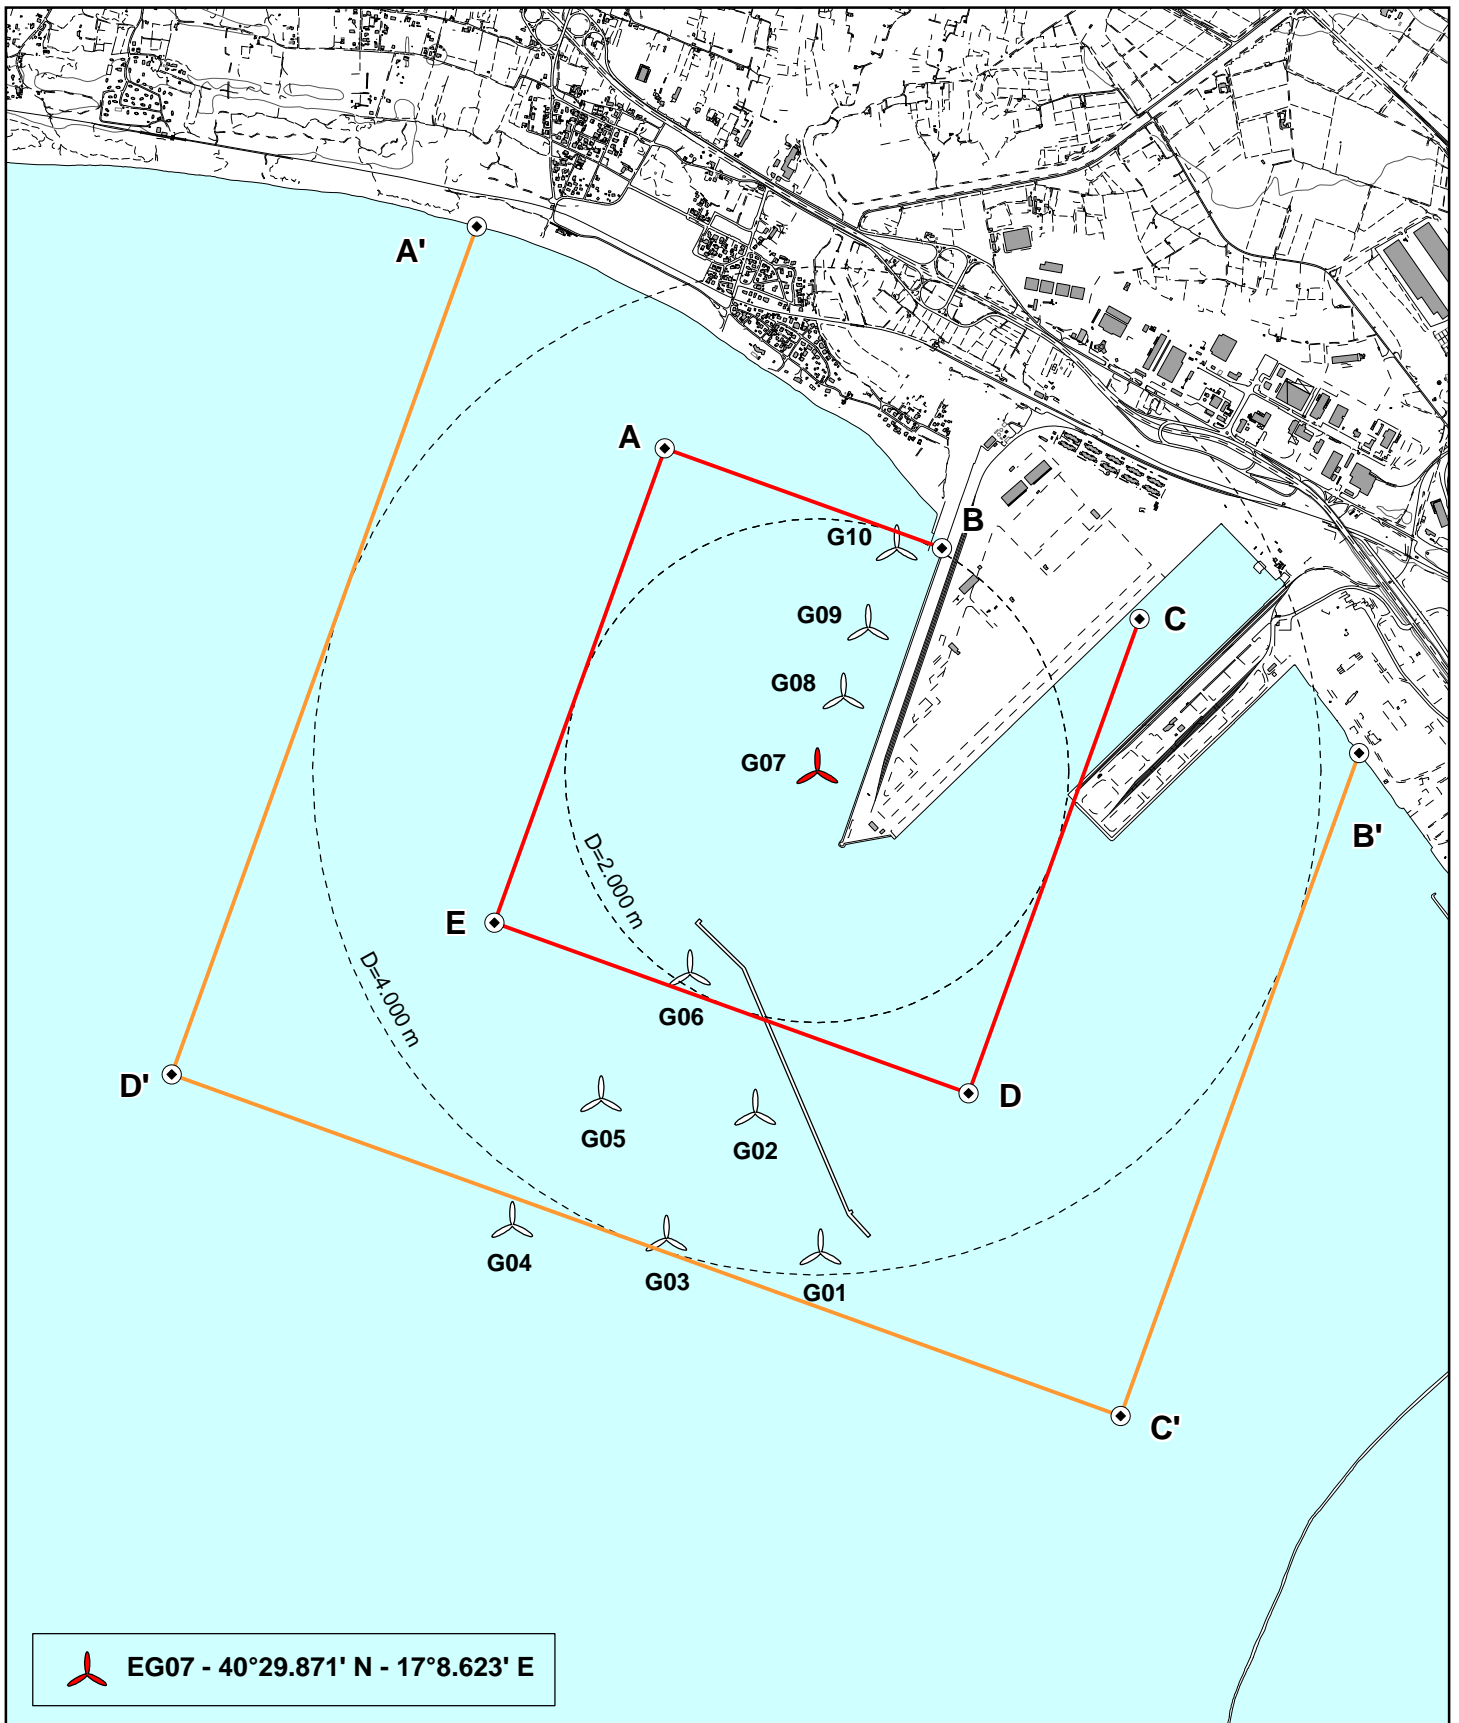 A'
A
B
G10
G09
C
G08
G07
B'
D=2.000 m
E
D=4.000 m
G06
D'
D
G05
G02
G04
G03
G01
C'
EG07 - 40°29.871' N - 17°8.623' E